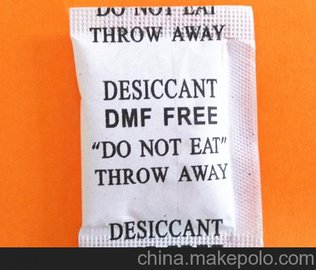 DO NOT EAT
THROW AWAY
DESICCANT
DMF FREE
"DO NOT EAT"
THROW AWAY
DESICCANT
china.makepolo.com